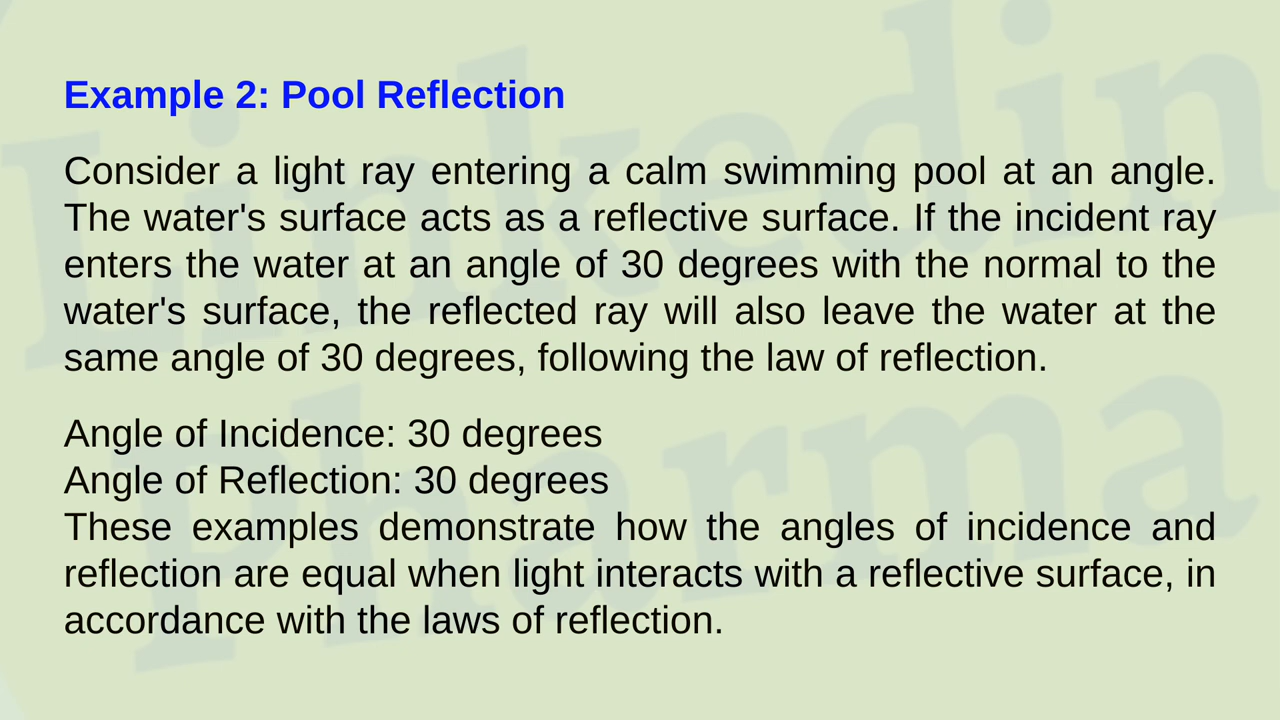 Example 2: Pool Reflection
Consider a light ray entering a calm swimming pool at an angle.
The water's surface acts as a reflective surface. If the incident ray
enters the water at an angle of 30 degrees with the normal to the
water's surface, the reflected ray will also leave the water at the
same angle of 30 degrees, following the law of reflection.
Angle of Incidence: 30 degrees
Angle of Reflection: 30 degrees
These examples demonstrate how the angles of incidence and
reflection are equal when light interacts with a reflective surface, in
accordance with the laws of reflection.
Linkedin
Pharma